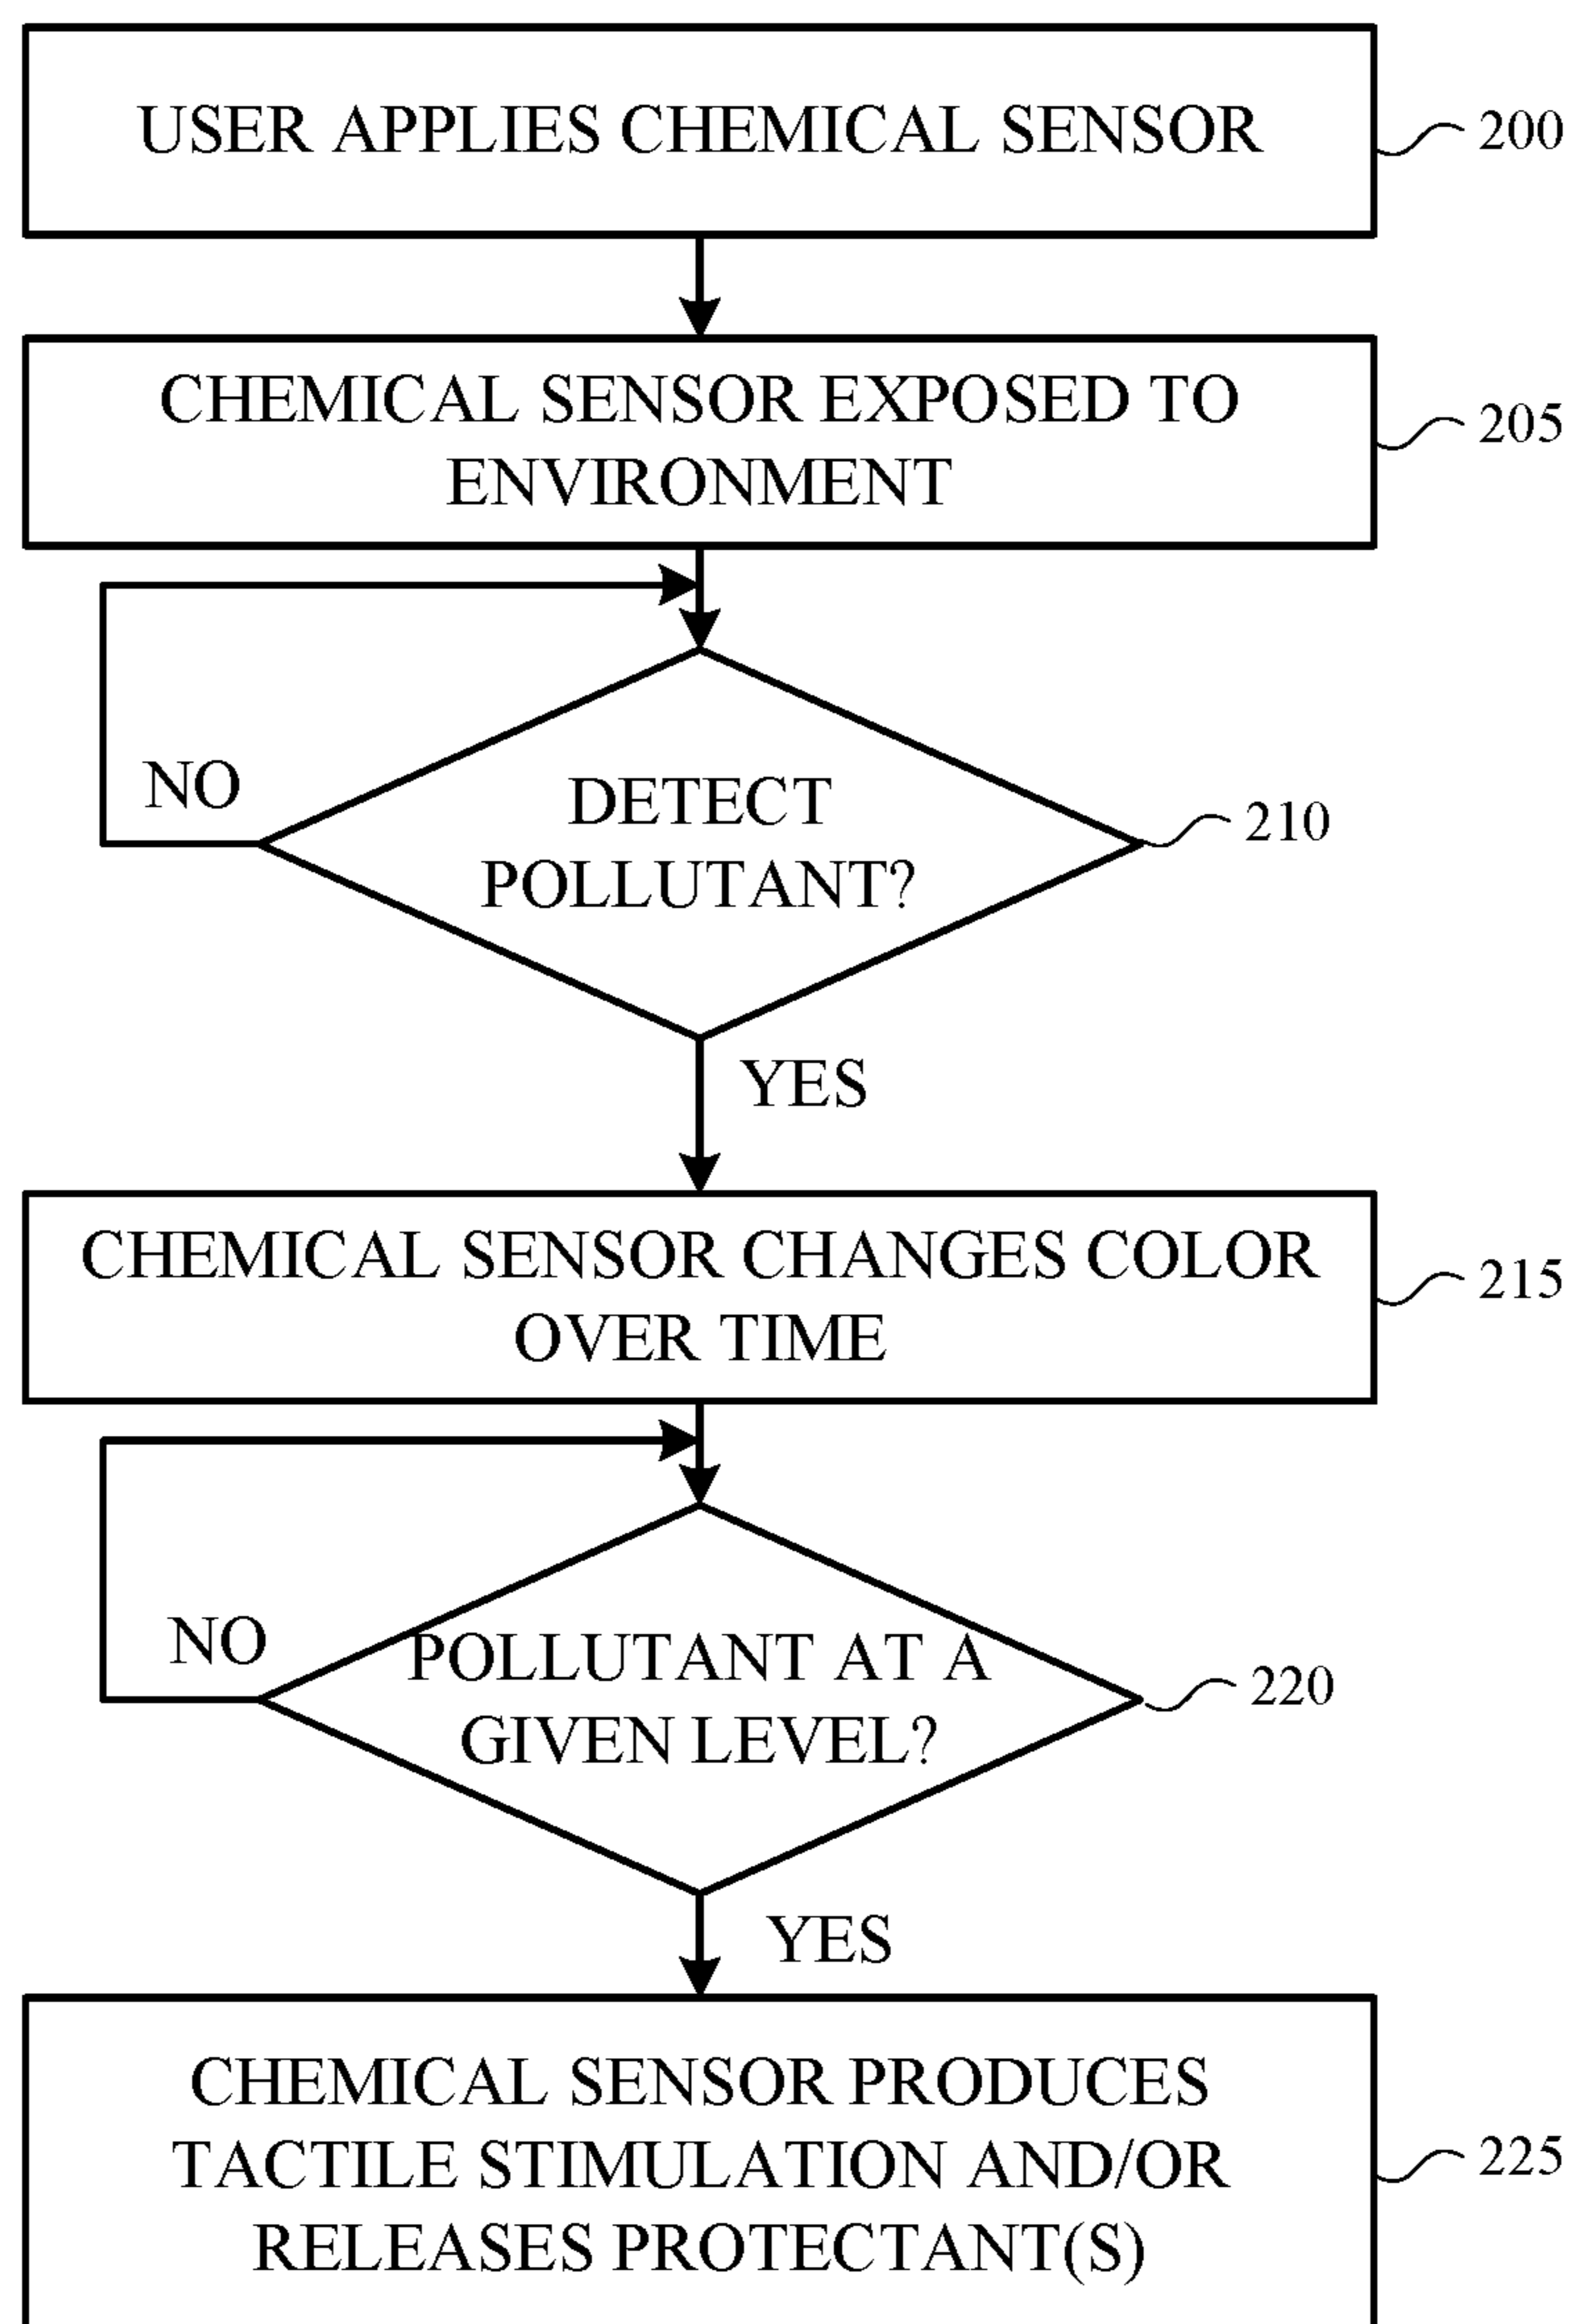 USER APPLIES CHEMICAL SENSOR
200
CHEMICAL SENSOR EXPOSED TO
ENVIRONMENT
205
NO
DETECT
POLLUTANT?
210
YES
CHEMICAL SENSOR CHANGES COLOR
OVER TIME
215
NO
POLLUTANT AT A
GIVEN LEVEL?
220
YES
CHEMICAL SENSOR PRODUCES
TACTILE STIMULATION AND/OR
RELEASES PROTECTANT(S)
225